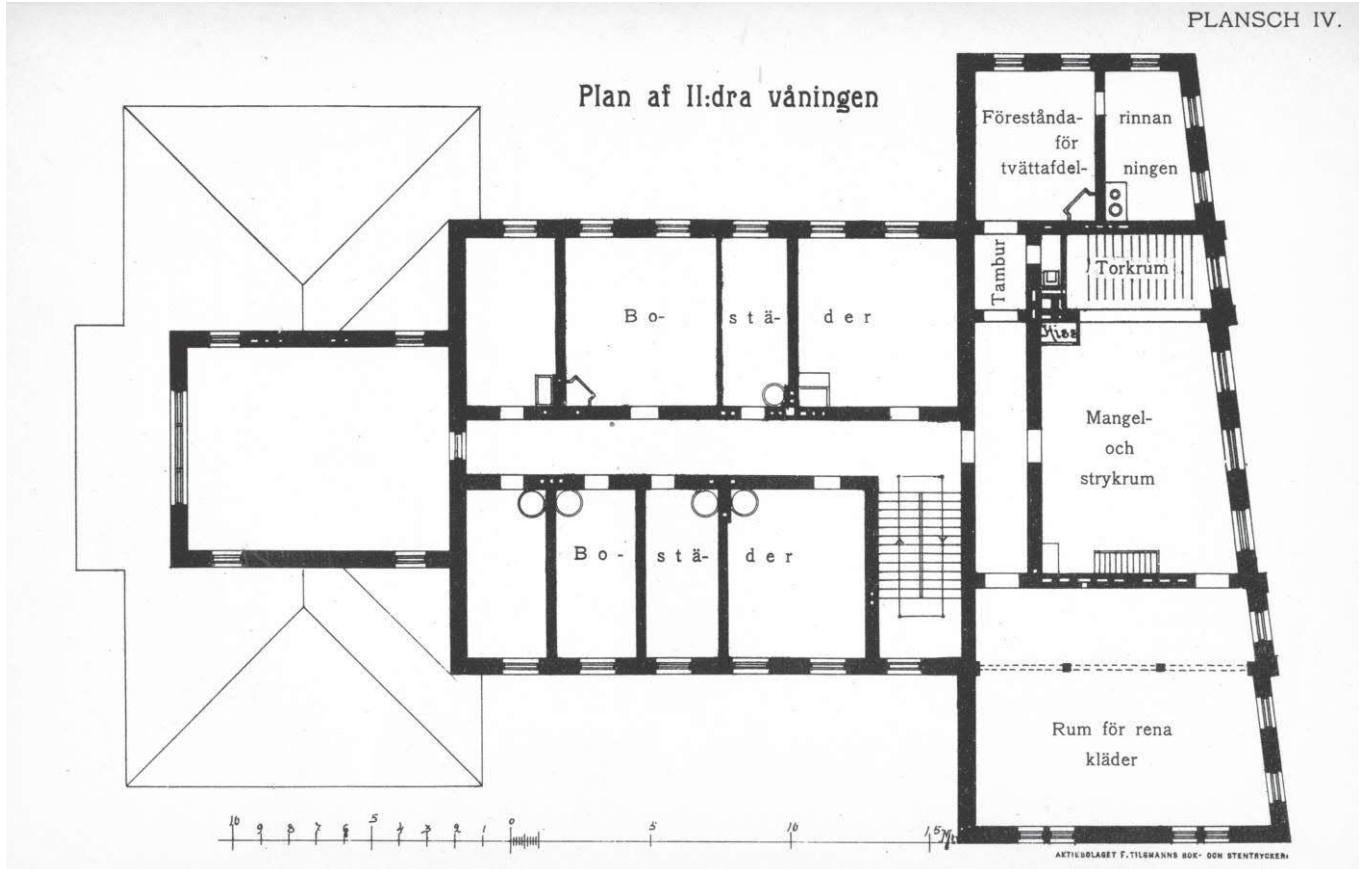 PLANSCH IV.
Plan af II:dra våningen
Förestånda- rinnan
för
tvättafdel- ningen
Tambur
Torkrum
Hiss
Bo- stä- der
Mangel-
och
strykrum
Bo- stä- der
Rum för rena
kläder
10 9 8 7 6 5 4 3 2 1 0 5 10 15
AKTIEBOLAGET F. TILGMANNS BOK- OCH STENTRYCKERI